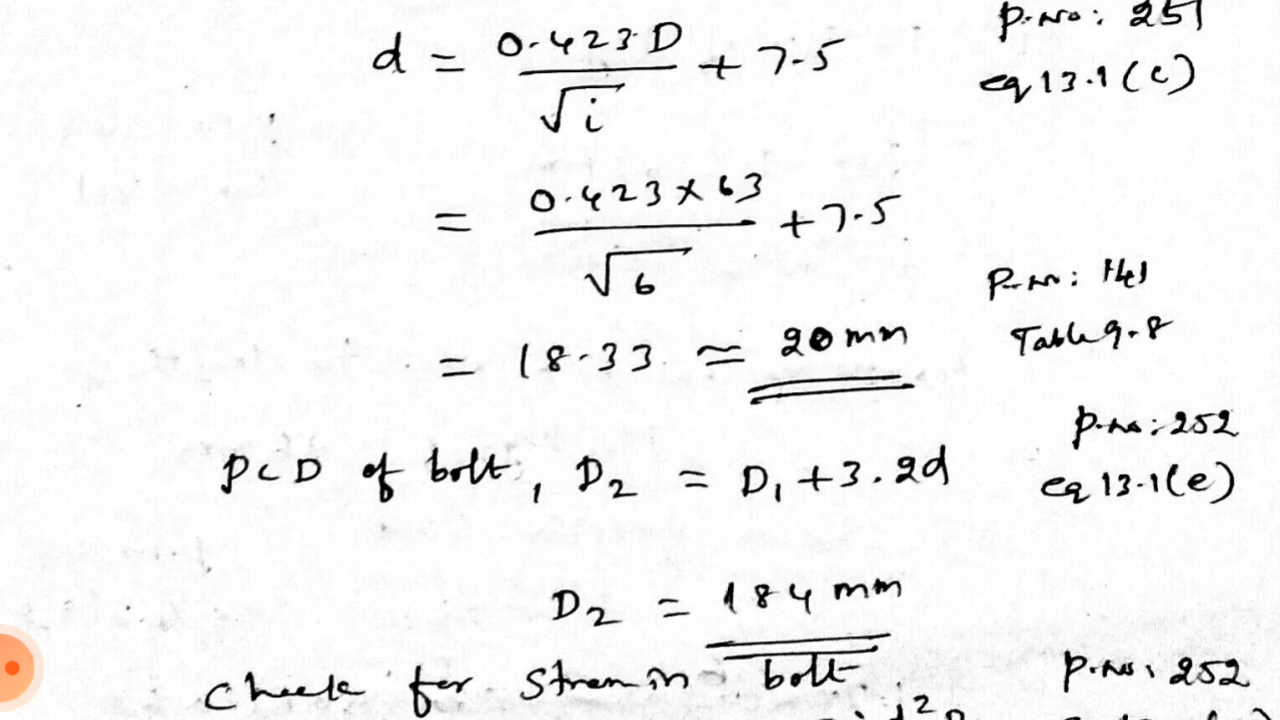 p.no: 251
d = 0.423 D / √i + 7.5
eq 13.1 (c)
= 0.423 x 63 / √6 + 7.5
p.no: 141
= 18.33 ≈ 20 mm
Table 9.8
p.no: 252
PCD of bolt, D₂ = D₁ + 3.2d
eq 13.1(e)
D₂ = 184 mm
Check for stress in bolt
p.no: 252